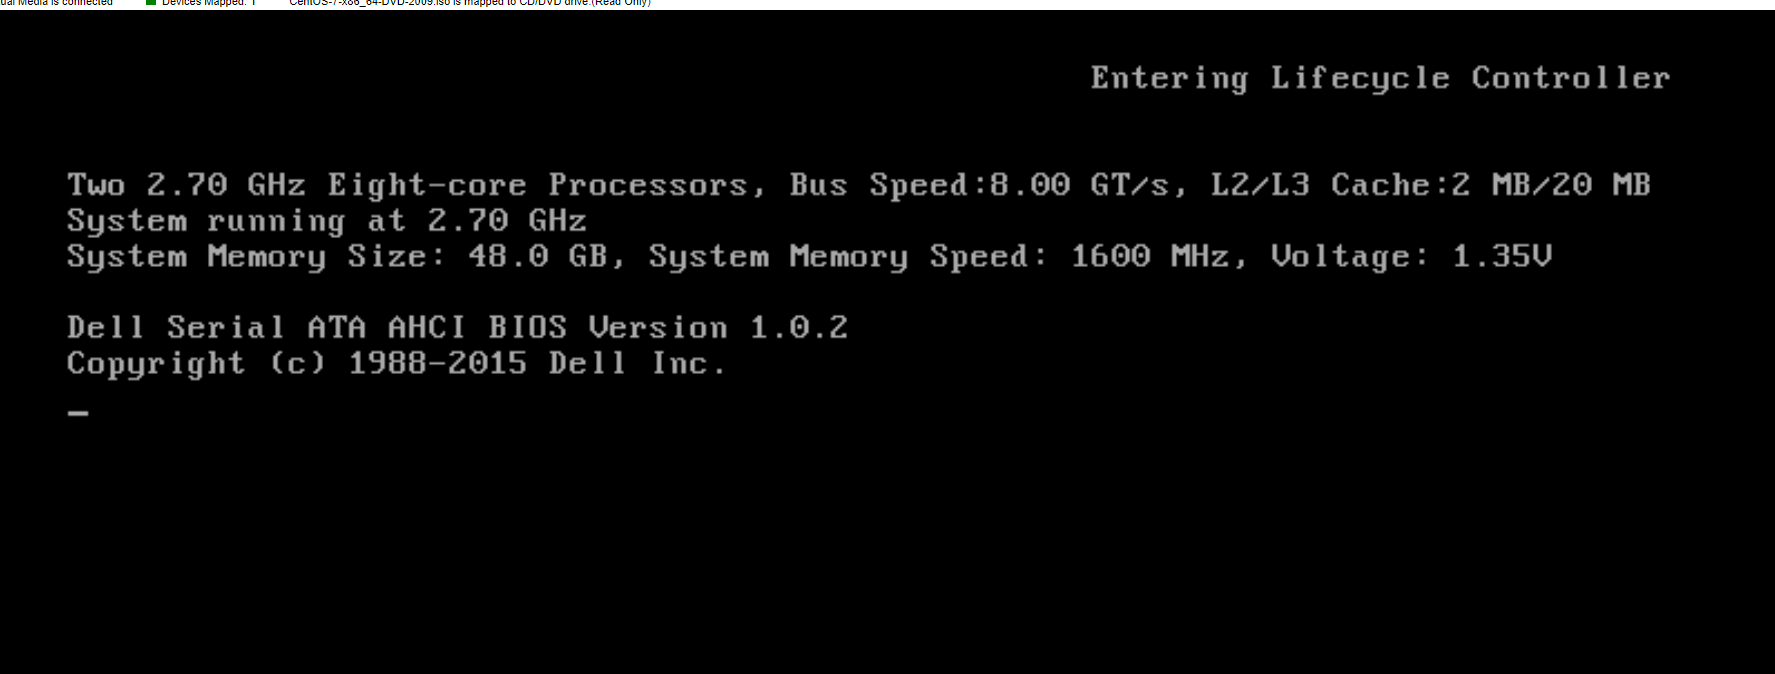 ual Media is connected Devices Mapped: 1 CentOS-7-x86_64-DVD-2009.iso is mapped to CD/DVD drive.(Read Only)
Entering Lifecycle Controller
Two 2.70 GHz Eight-core Processors, Bus Speed:8.00 GT/s, L2/L3 Cache:2 MB/20 MB
System running at 2.70 GHz
System Memory Size: 48.0 GB, System Memory Speed: 1600 MHz, Voltage: 1.35V
Dell Serial ATA AHCI BIOS Version 1.0.2
Copyright (c) 1988-2015 Dell Inc.